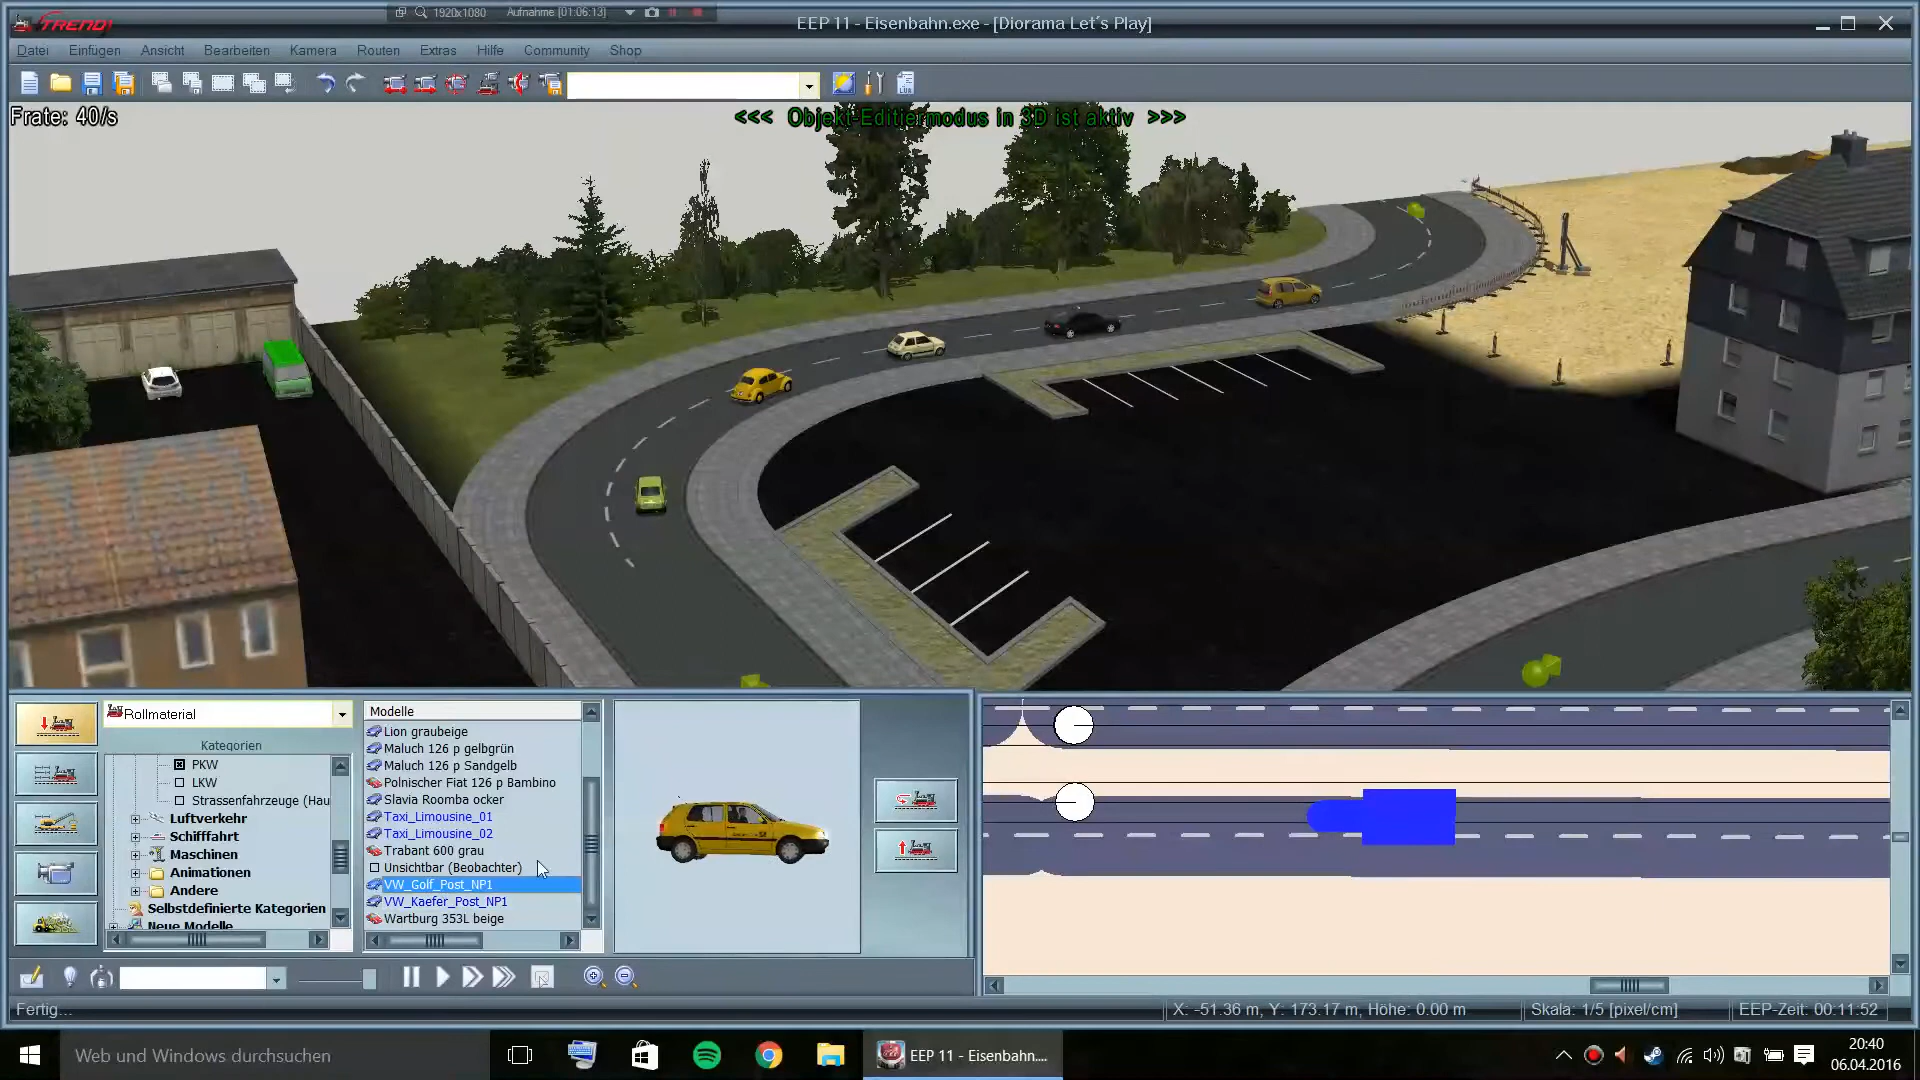 1920x1080
Aufnahme (01:06:13)
TREND
EEP 11 - Eisenbahn.exe - [Diorama Let´s Play]
Datei Einfügen Ansicht Bearbeiten Kamera Routen Extras Hilfe Community Shop
LUA
Frate: 40/s
<<< Objekt-Editiermodus in 3D ist aktiv >>>
Rollmaterial
Kategorien
PKW
LKW
Strassenfahrzeuge (Hau
Luftverkehr
Schifffahrt
Maschinen
Animationen
Andere
Selbstdefinierte Kategorien
Neue Modelle
Modelle
Lion graubeige
Maluch 126 p gelbgrün
Maluch 126 p Sandgelb
Polnischer Fiat 126 p Bambino
Slavia Roomba ocker
Taxi_Limousine_01
Taxi_Limousine_02
Trabant 600 grau
Unsichtbar (Beobachter)
VW_Golf_Post_NP1
VW_Kaefer_Post_NP1
Wartburg 353L beige
Fertig...
X: -51.36 m, Y: 173.17 m, Höhe: 0.00 m
Skala: 1/5 [pixel/cm]
EEP-Zeit: 00:11:52
Web und Windows durchsuchen
EEP 11 - Eisenbahn....
20:40
06.04.2016